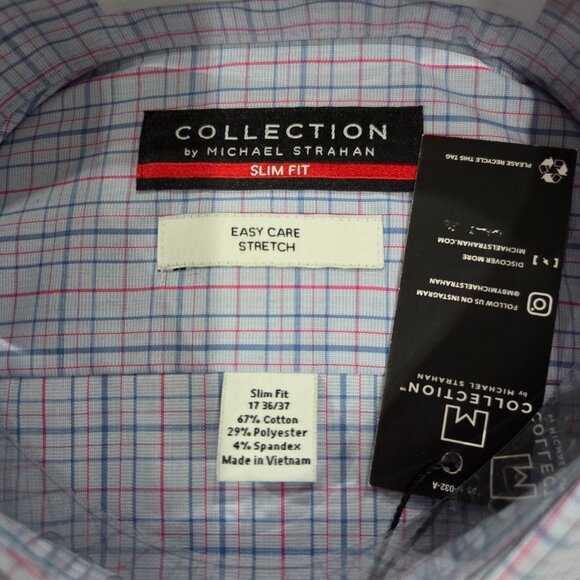 COLLECTION
by MICHAEL STRAHAN
SLIM FIT
EASY CARE
STRETCH
Slim Fit
17 36/37
67% Cotton
29% Polyester
4% Spandex
Made in Vietnam
COLLECTION™
by MICHAEL STRAHAN
FOLLOW US ON INSTAGRAM
@MBYMICHAELSTRAHAN
DISCOVER MORE
MICHAELSTRAHAN.COM
PLEASE RECYCLE THIS TAG